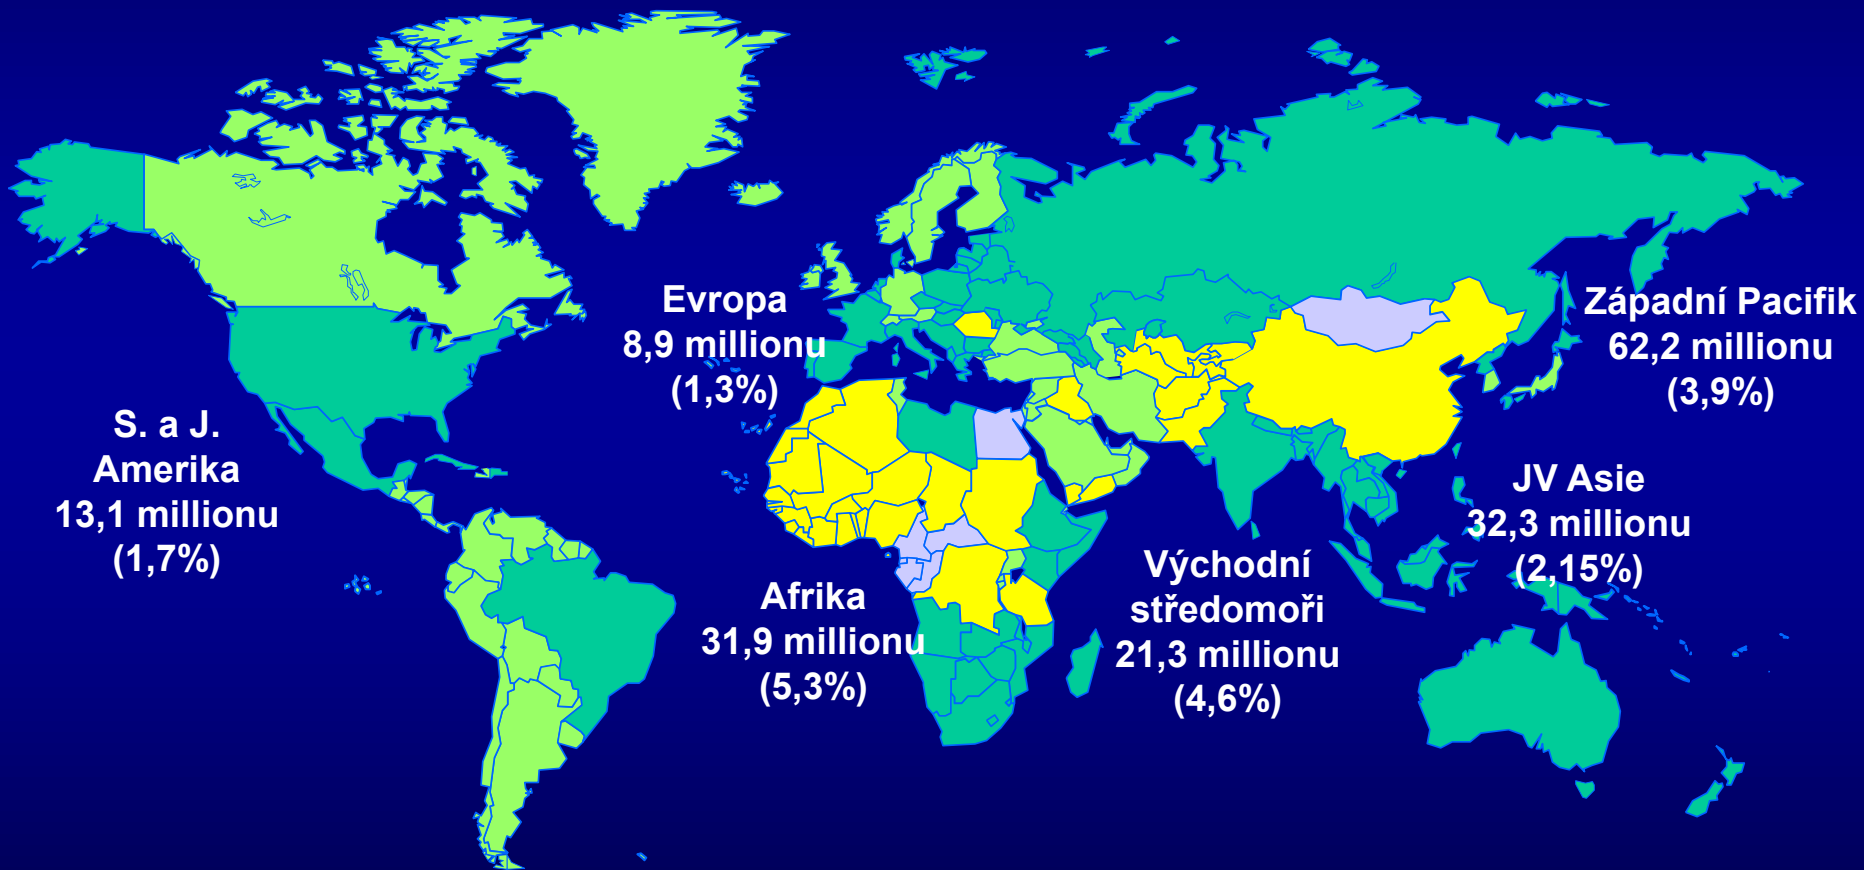 Evropa
8,9 millionu
(1,3%)
Západní Pacifik
62,2 millionu
(3,9%)
S. a J.
Amerika
13,1 millionu
(1,7%)
JV Asie
32,3 millionu
(2,15%)
Afrika
31,9 millionu
(5,3%)
Východní
středomoři
21,3 millionu
(4,6%)